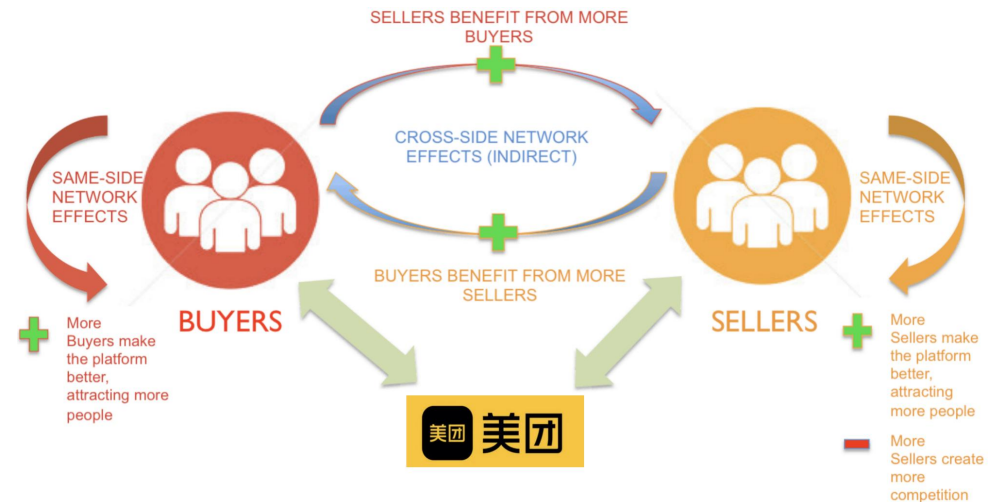 SELLERS BENEFIT FROM MORE
BUYERS
CROSS-SIDE NETWORK
EFFECTS (INDIRECT)
SAME-SIDE
NETWORK
EFFECTS
SAME-SIDE
NETWORK
EFFECTS
BUYERS BENEFIT FROM MORE
SELLERS
BUYERS
SELLERS
More
Buyers make
the platform
better,
attracting more
people
More
Sellers make
the platform
better,
attracting
more people
美团 美团
More
Sellers create
more
competition